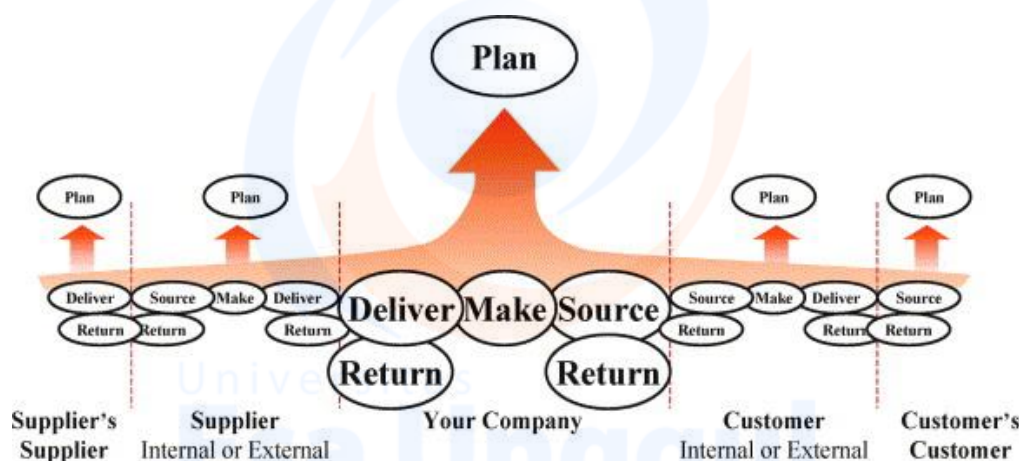 Plan
Plan
Plan
Plan
Plan
Deliver
Source
Make
Deliver
Deliver
Make
Source
Source
Make
Deliver
Source
Return
Return
Return
Return
Return
Return
Return
Return
Universitas
Supplier's
Supplier
Supplier
Internal or External
Your Company
Customer
Internal or External
Customer's
Customer